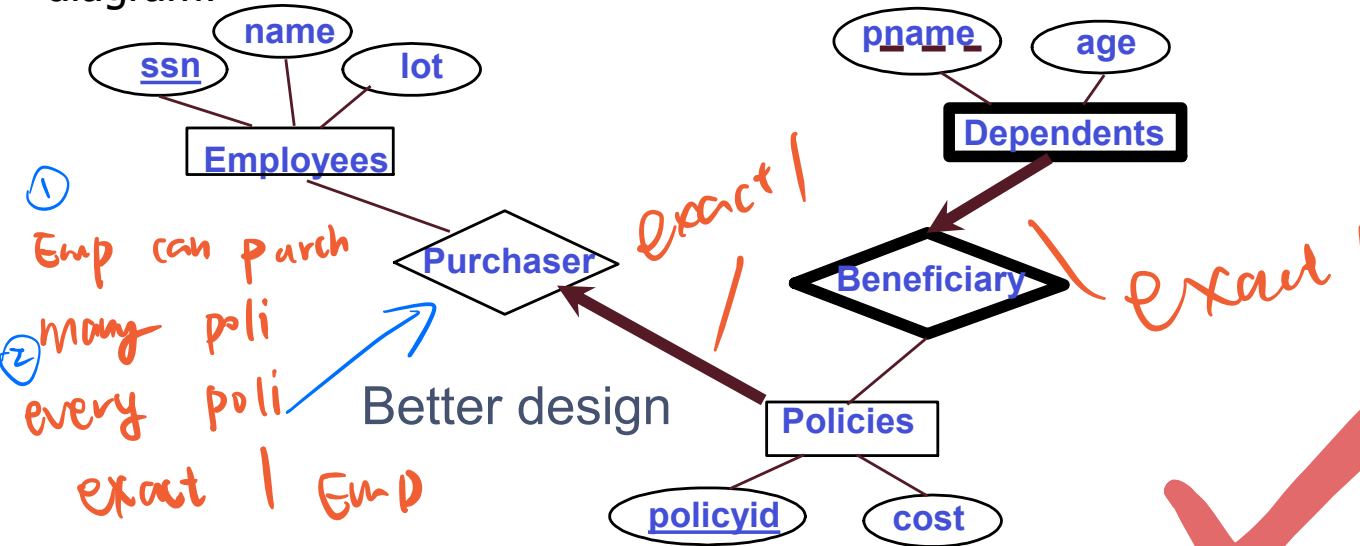 diagram.
name
ssn
lot
Employees
pname
age
Dependents
①
Emp can purch
many poli
②
every poli
exact 1 Emp
Purchaser
exact 1
Beneficiary
exact
Better design
Policies
policyid
cost